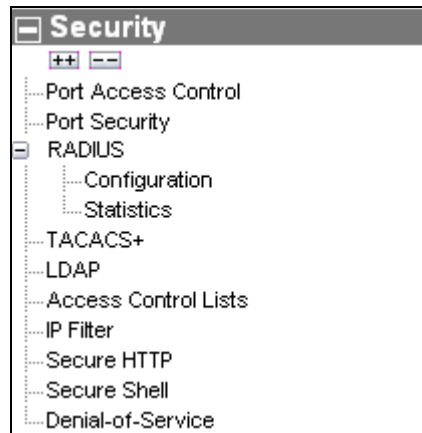 Security
++ --
Port Access Control
Port Security
RADIUS
Configuration
Statistics
TACACS+
LDAP
Access Control Lists
IP Filter
Secure HTTP
Secure Shell
Denial-of-Service